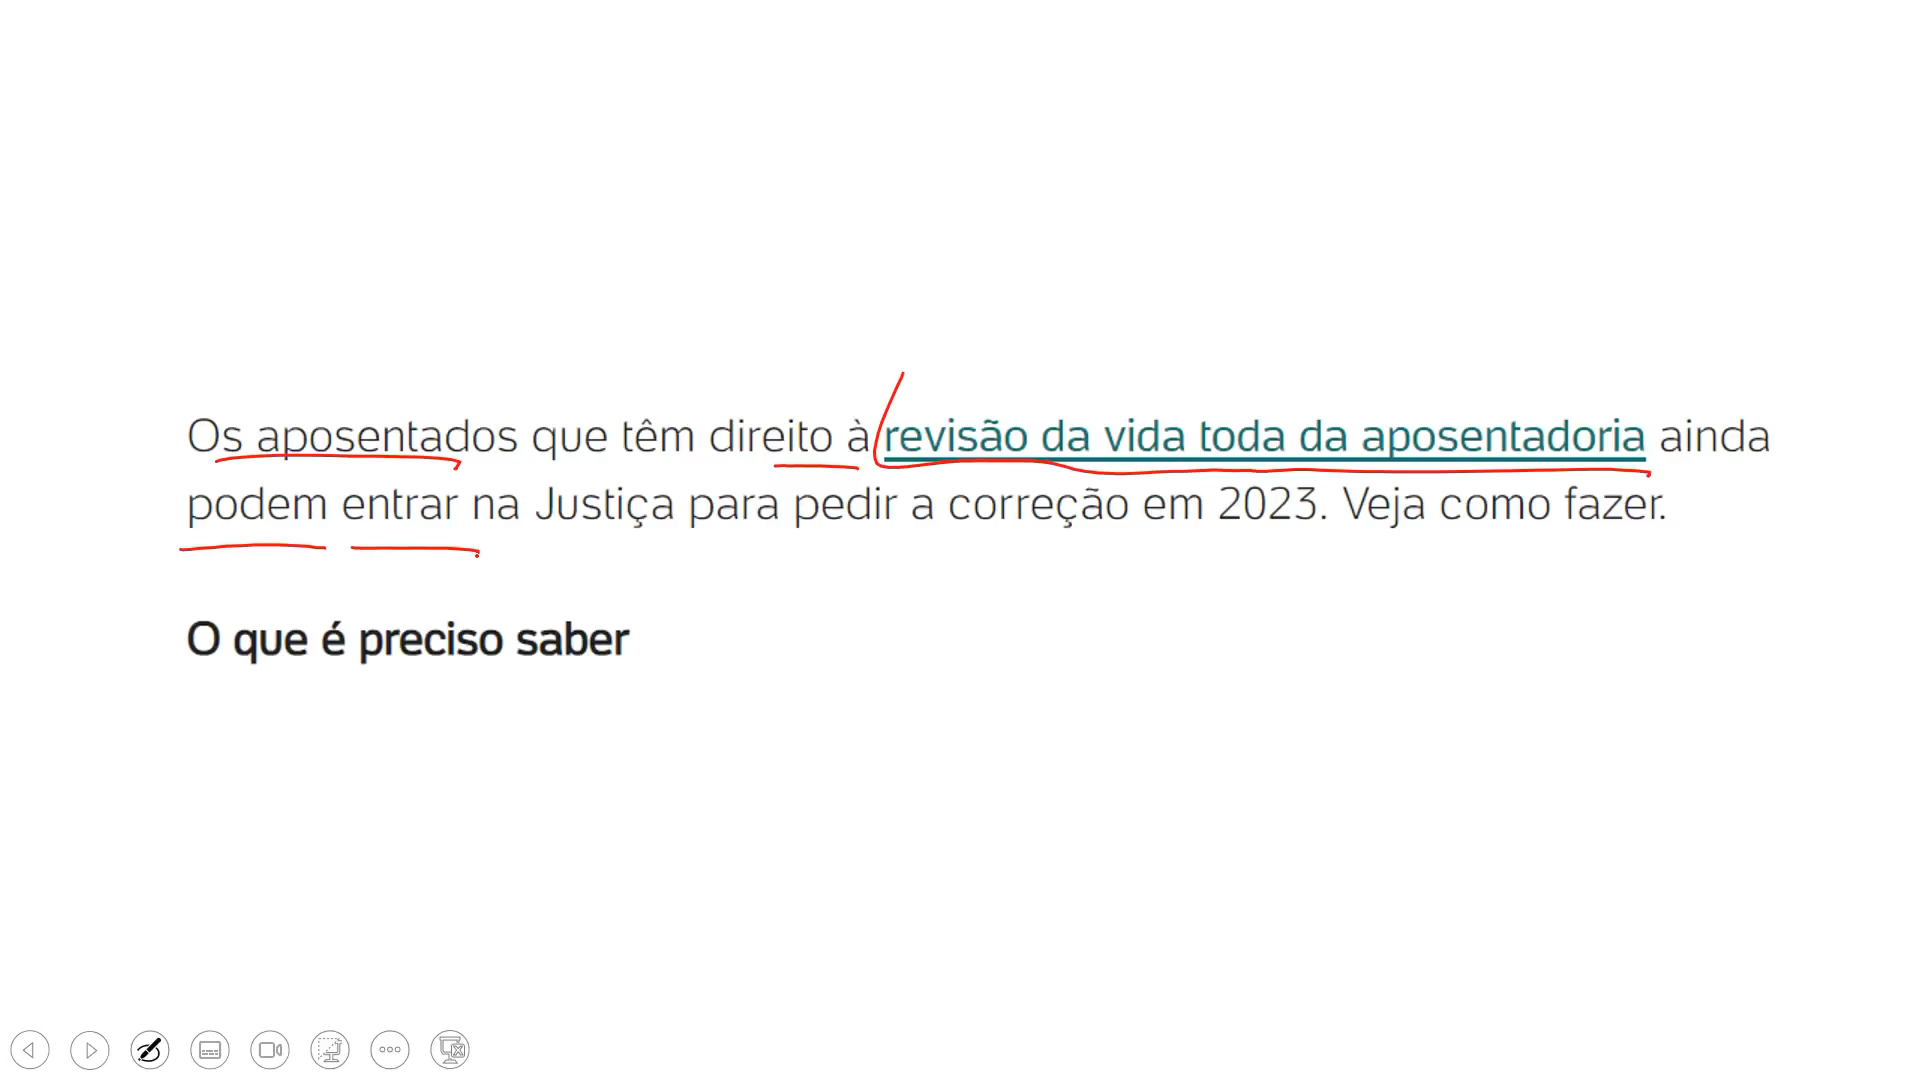 Os aposentados que têm direito à revisão da vida toda da aposentadoria ainda
podem entrar na Justiça para pedir a correção em 2023. Veja como fazer.
O que é preciso saber